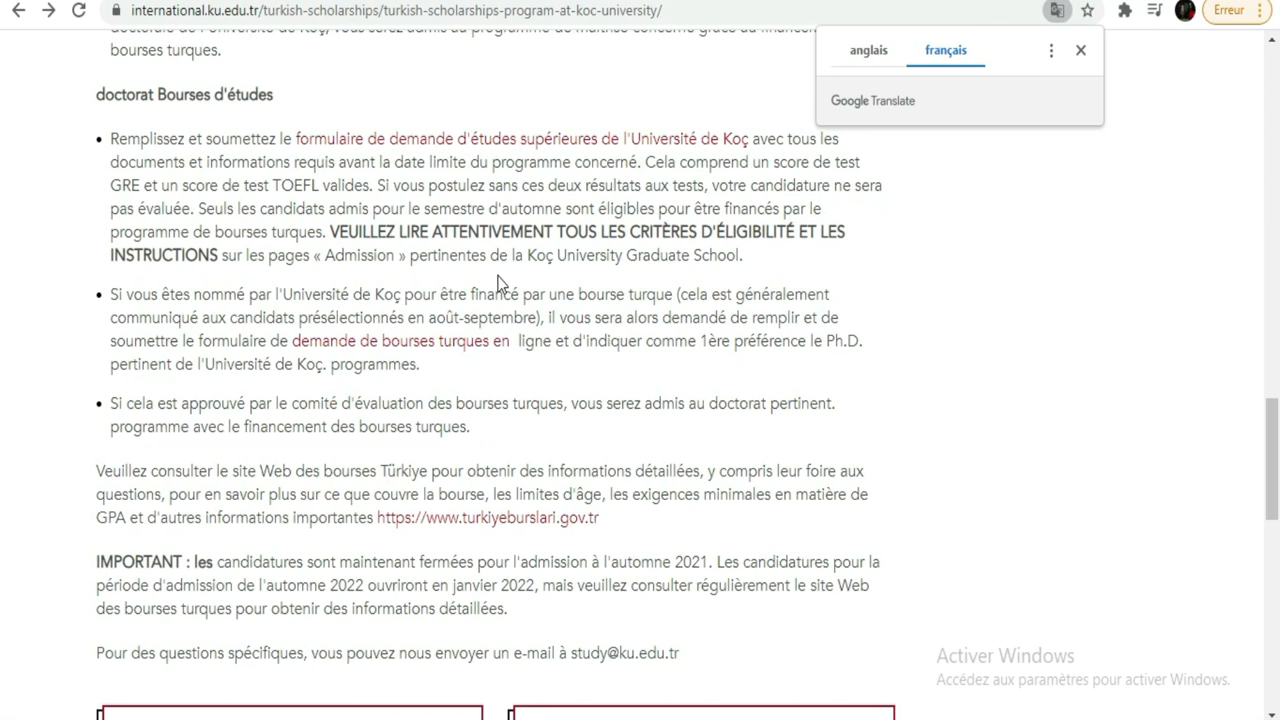 international.ku.edu.tr/turkish-scholarships/turkish-scholarships-program-at-koc-university/
Erreur
anglais français
Google Translate
bourses turques.
doctorat Bourses d'études
• Remplissez et soumettez le formulaire de demande d'études supérieures de l'Université de Koç avec tous les
documents et informations requis avant la date limite du programme concerné. Cela comprend un score de test
GRE et un score de test TOEFL valides. Si vous postulez sans ces deux résultats aux tests, votre candidature ne sera
pas évaluée. Seuls les candidats admis pour le semestre d'automne sont éligibles pour être financés par le
programme de bourses turques. VEUILLEZ LIRE ATTENTIVEMENT TOUS LES CRITÈRES D'ÉLIGIBILITÉ ET LES
INSTRUCTIONS sur les pages « Admission » pertinentes de la Koç University Graduate School.
• Si vous êtes nommé par l'Université de Koç pour être financé par une bourse turque (cela est généralement
communiqué aux candidats présélectionnés en août-septembre), il vous sera alors demandé de remplir et de
soumettre le formulaire de demande de bourses turques en ligne et d'indiquer comme 1ère préférence le Ph.D.
pertinent de l'Université de Koç. programmes.
• Si cela est approuvé par le comité d'évaluation des bourses turques, vous serez admis au doctorat pertinent.
programme avec le financement des bourses turques.
Veuillez consulter le site Web des bourses Türkiye pour obtenir des informations détaillées, y compris leur foire aux
questions, pour en savoir plus sur ce que couvre la bourse, les limites d'âge, les exigences minimales en matière de
GPA et d'autres informations importantes https://www.turkiyeburslari.gov.tr
IMPORTANT : les candidatures sont maintenant fermées pour l'admission à l'automne 2021. Les candidatures pour la
période d'admission de l'automne 2022 ouvriront en janvier 2022, mais veuillez consulter régulièrement le site Web
des bourses turques pour obtenir des informations détaillées.
Pour des questions spécifiques, vous pouvez nous envoyer un e-mail à study@ku.edu.tr
Activer Windows
Accédez aux paramètres pour activer Windows.